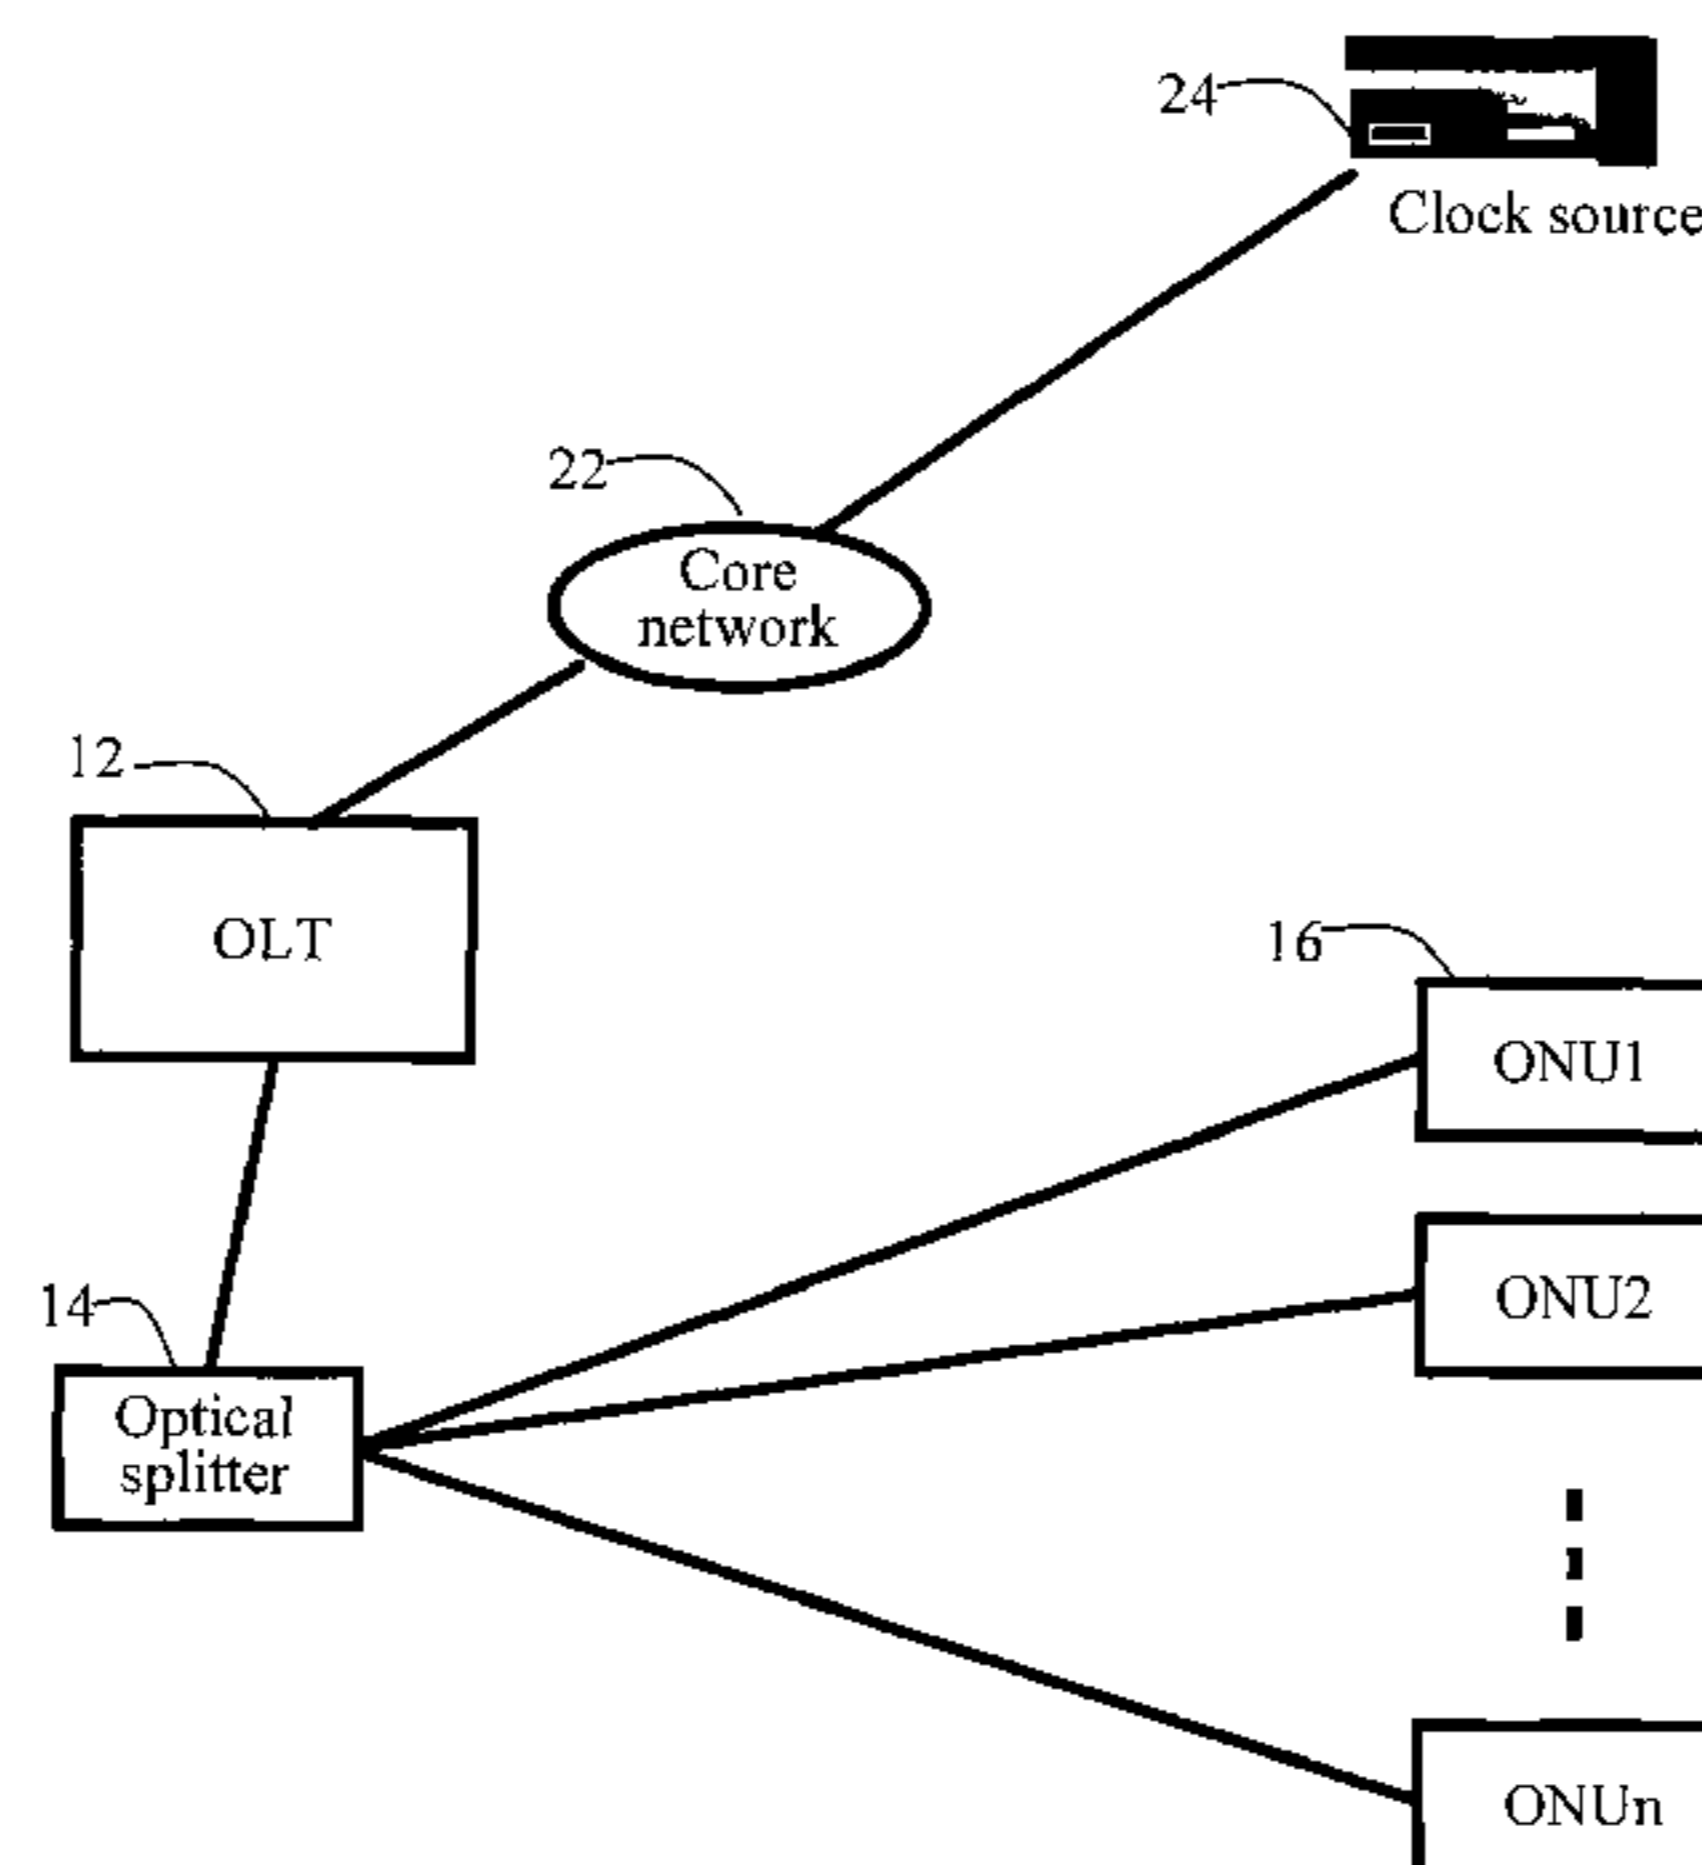 24
Clock source
22
Core
network
12
OLT
16
ONU1
ONU2
14
Optical
splitter
ONUn